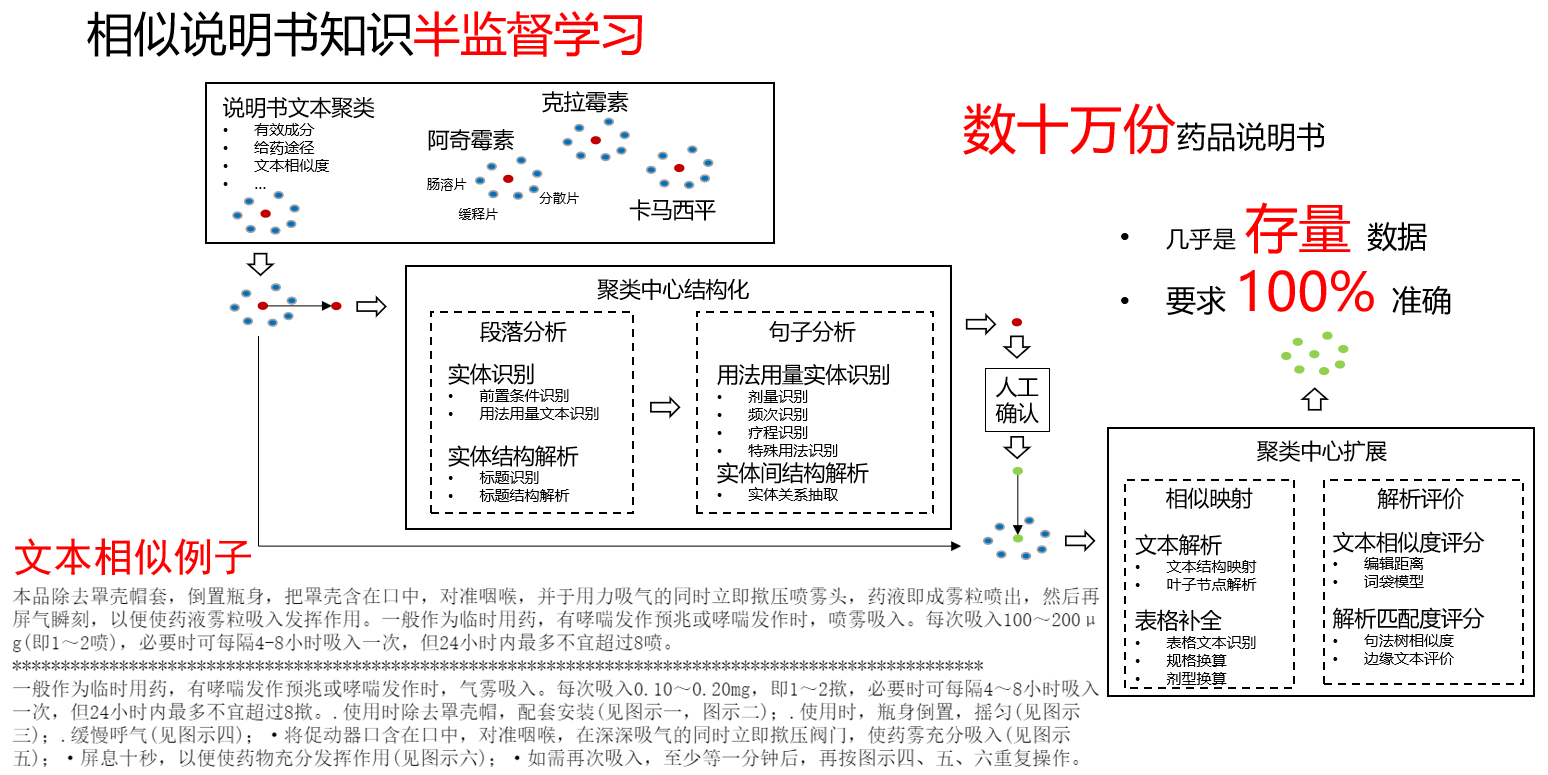 相似说明书知识半监督学习
说明书文本聚类
• 有效成分
• 给药途径
• 文本相似度
• ...
克拉霉素
阿奇霉素
肠溶片
分散片
缓释片
卡马西平
数十万份药品说明书
• 几乎是 存量 数据
• 要求 100% 准确
聚类中心结构化
段落分析
实体识别
• 前置条件识别
• 用法用量文本识别
实体结构解析
• 标题识别
• 标题结构解析
句子分析
用法用量实体识别
• 剂量识别
• 频次识别
• 疗程识别
• 特殊用法识别
实体间结构解析
• 实体关系抽取
人工
确认
聚类中心扩展
相似映射
文本解析
• 文本结构映射
• 叶子节点解析
表格补全
• 表格文本识别
• 规格换算
• 剂型换算
解析评价
文本相似度评分
• 编辑距离
• 词袋模型
解析匹配度评分
• 句法树相似度
• 边缘文本评价
文本相似例子
本品除去罩壳帽套，倒置瓶身，把罩壳含在口中，对准咽喉，并于用力吸气的同时立即揿压喷雾头，药液即成雾粒喷出，然后再
屏气瞬刻，以便使药液雾粒吸入发挥作用。一般作为临时用药，有哮喘发作预兆或哮喘发作时，喷雾吸入。每次吸入100～200μ
g(即1～2喷)，必要时可每隔4-8小时吸入一次，但24小时内最多不宜超过8喷。
****************************************************************************************************
一般作为临时用药，有哮喘发作预兆或哮喘发作时，气雾吸入。每次吸入0.10～0.20mg，即1～2揿，必要时可每隔4～8小时吸入
一次，但24小时内最多不宜超过8揿。.使用时除去罩壳帽，配套安装(见图示一，图示二)；.使用时，瓶身倒置，摇匀(见图示
三)；.缓慢呼气(见图示四)；•将促动器口含在口中，对准咽喉，在深深吸气的同时立即揿压阀门，使药雾充分吸入(见图示
五)；•屏息十秒，以便使药物充分发挥作用(见图示六)；•如需再次吸入，至少等一分钟后，再按图示四、五、六重复操作。